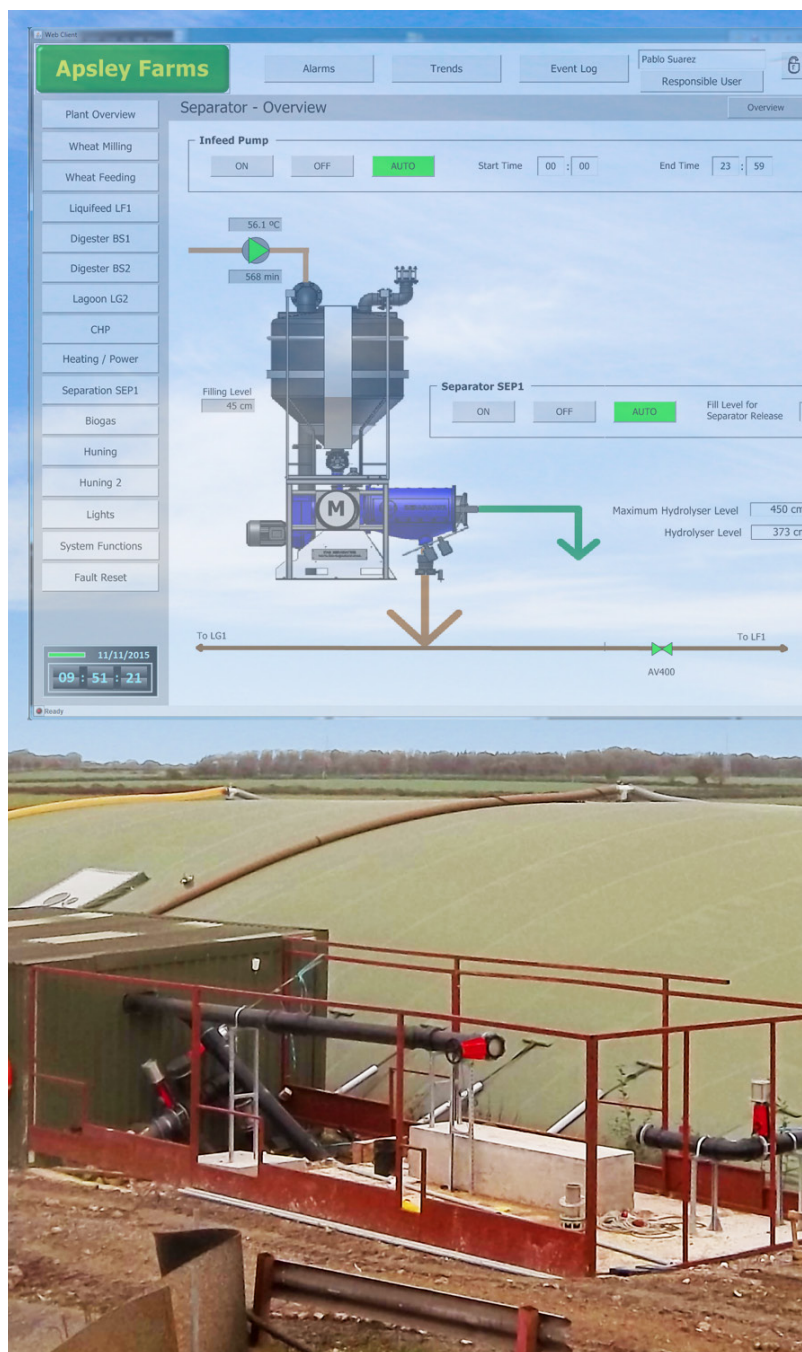 Web Client
Apsley Farms
Alarms
Trends
Event Log
Pablo Suarez
Responsible User
Separator - Overview
Overview
Plant Overview
Wheat Milling
Wheat Feeding
Liquifeed LF1
Digester BS1
Digester BS2
Lagoon LG2
CHP
Heating / Power
Separation SEP1
Biogas
Huning
Huning 2
Lights
System Functions
Fault Reset
11/11/2015
09 : 51 : 21
Ready
Infeed Pump
ON
OFF
AUTO
Start Time
00 : 00
End Time
23 : 59
56.1 ºC
568 min
Filling Level
45 cm
Separator SEP1
ON
OFF
AUTO
Fill Level for
Separator Release
M
Maximum Hydrolyser Level
450 cm
Hydrolyser Level
373 cm
To LG1
To LF1
AV400